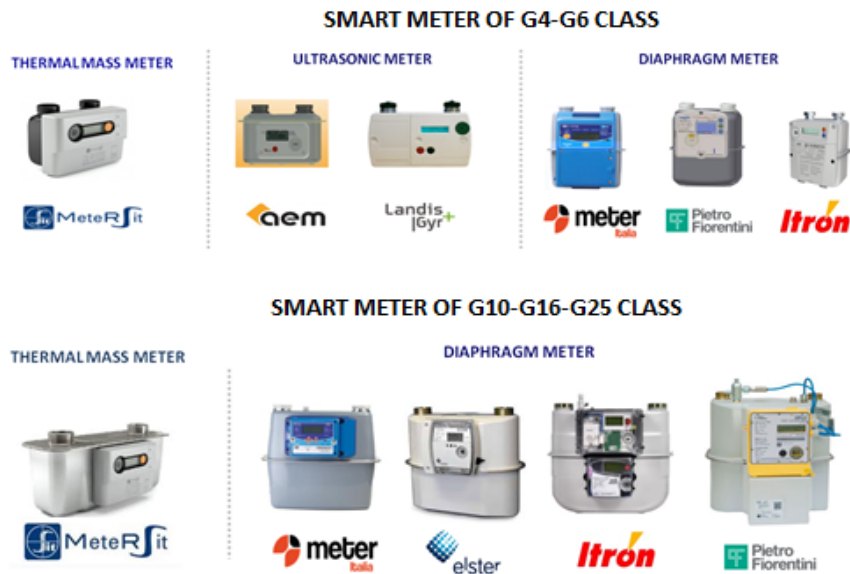 SMART METER OF G4-G6 CLASS
THERMAL MASS METER
ULTRASONIC METER
DIAPHRAGM METER
MeteRSit
aem
Landis
|Gyr+
meter
Italia
Pietro
Fiorentini
Itron
SMART METER OF G10-G16-G25 CLASS
THERMAL MASS METER
DIAPHRAGM METER
MeteRSit
meter
Italia
elster
Itron
Pietro
Fiorentini